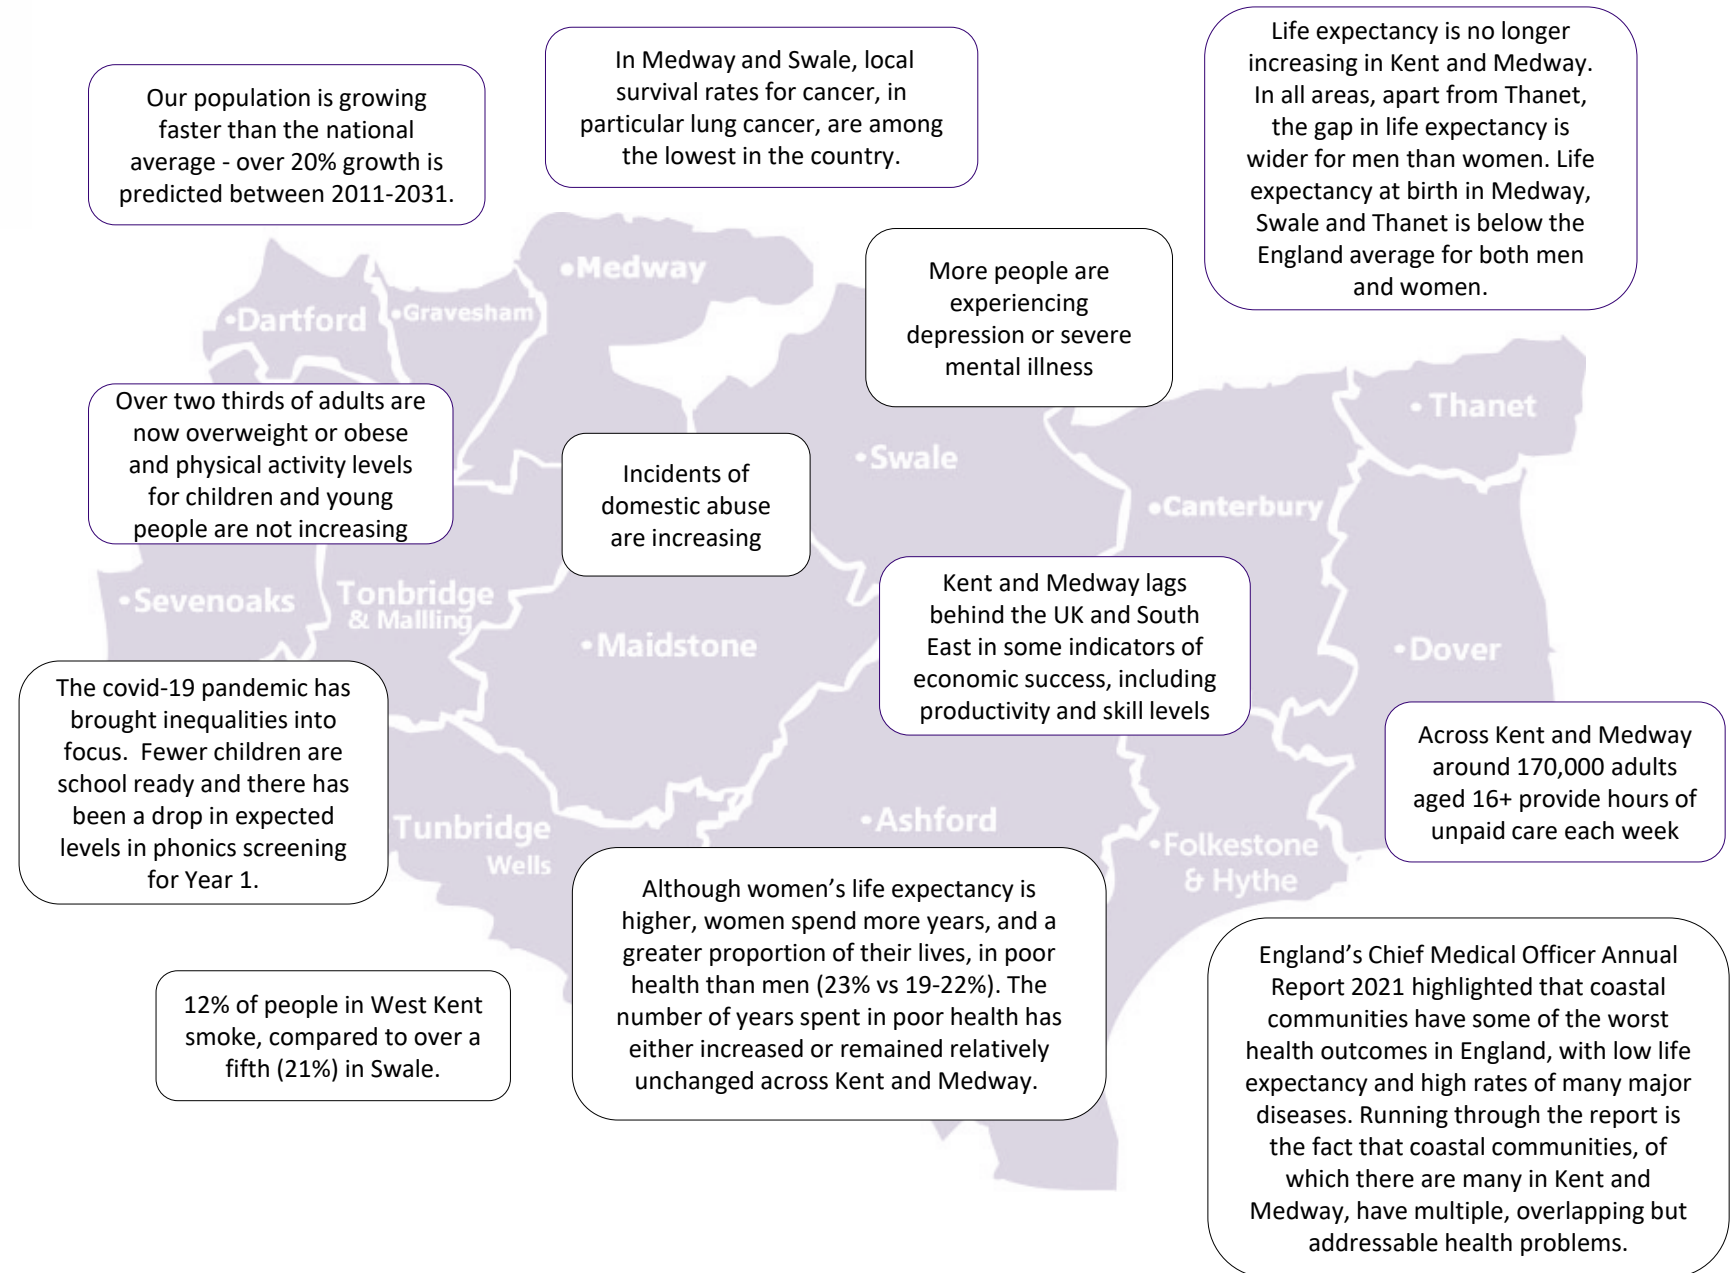 Our population is growing
faster than the national
average - over 20% growth is
predicted between 2011-2031.
In Medway and Swale, local
survival rates for cancer, in
particular lung cancer, are among
the lowest in the country.
Life expectancy is no longer
increasing in Kent and Medway.
In all areas, apart from Thanet,
the gap in life expectancy is
wider for men than women. Life
expectancy at birth in Medway,
Swale and Thanet is below the
England average for both men
and women.
More people are
experiencing
depression or severe
mental illness
•Medway
•Dartford
•Gravesham
• Thanet
Over two thirds of adults are
now overweight or obese
and physical activity levels
for children and young
people are not increasing
Incidents of
domestic abuse
are increasing
•Swale
•Canterbury
•Sevenoaks
Tonbridge
& Mallling
•Maidstone
Kent and Medway lags
behind the UK and South
East in some indicators of
economic success, including
productivity and skill levels
•Dover
The covid-19 pandemic has
brought inequalities into
focus.  Fewer children are
school ready and there has
been a drop in expected
levels in phonics screening
for Year 1.
Across Kent and Medway
around 170,000 adults
aged 16+ provide hours of
unpaid care each week
Tunbridge
Wells
•Ashford
•Folkestone
& Hythe
Although women’s life expectancy is
higher, women spend more years, and a
greater proportion of their lives, in poor
health than men (23% vs 19-22%). The
number of years spent in poor health has
either increased or remained relatively
unchanged across Kent and Medway.
12% of people in West Kent
smoke, compared to over a
fifth (21%) in Swale.
England’s Chief Medical Officer Annual
Report 2021 highlighted that coastal
communities have some of the worst
health outcomes in England, with low life
expectancy and high rates of many major
diseases. Running through the report is
the fact that coastal communities, of
which there are many in Kent and
Medway, have multiple, overlapping but
addressable health problems.